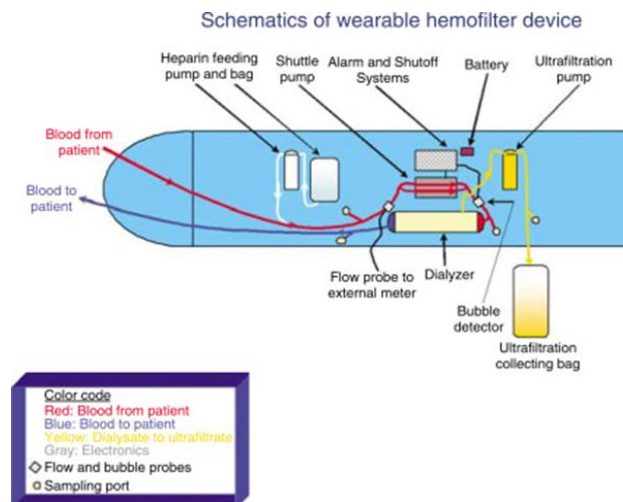 Schematics of wearable hemofilter device
Heparin feeding
pump and bag
Shuttle
pump
Alarm and Shutoff
Systems
Battery
Ultrafiltration
pump
Blood from
patient
Blood to
patient
Flow probe to
external meter
Dialyzer
Bubble
detector
Ultrafiltration
collecting bag
Color code
Red: Blood from patient
Blue: Blood to patient
Yellow: Dialysate to ultrafiltrate
Gray: Electronics
Flow and bubble probes
Sampling port